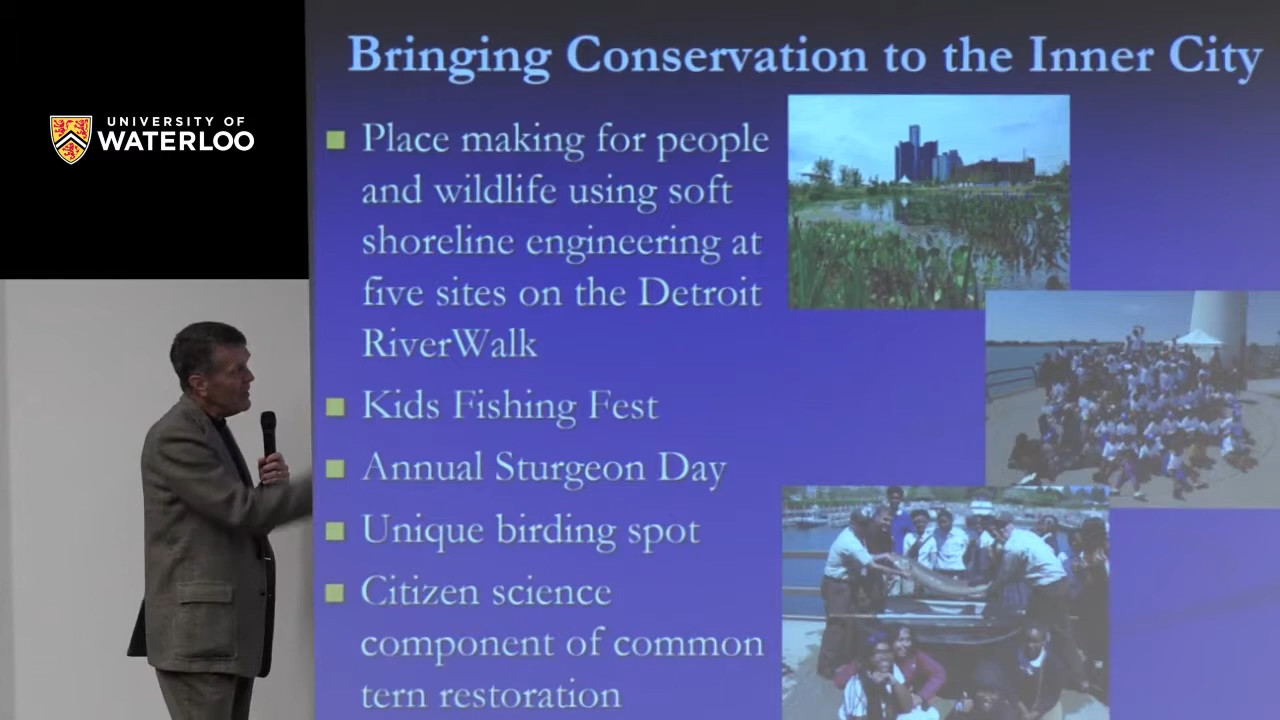 UNIVERSITY OF
WATERLOO
Bringing Conservation to the Inner City
Place making for people
and wildlife using soft
shoreline engineering at
five sites on the Detroit
RiverWalk
Kids Fishing Fest
Annual Sturgeon Day
Unique birding spot
Citizen science
component of common
tern restoration